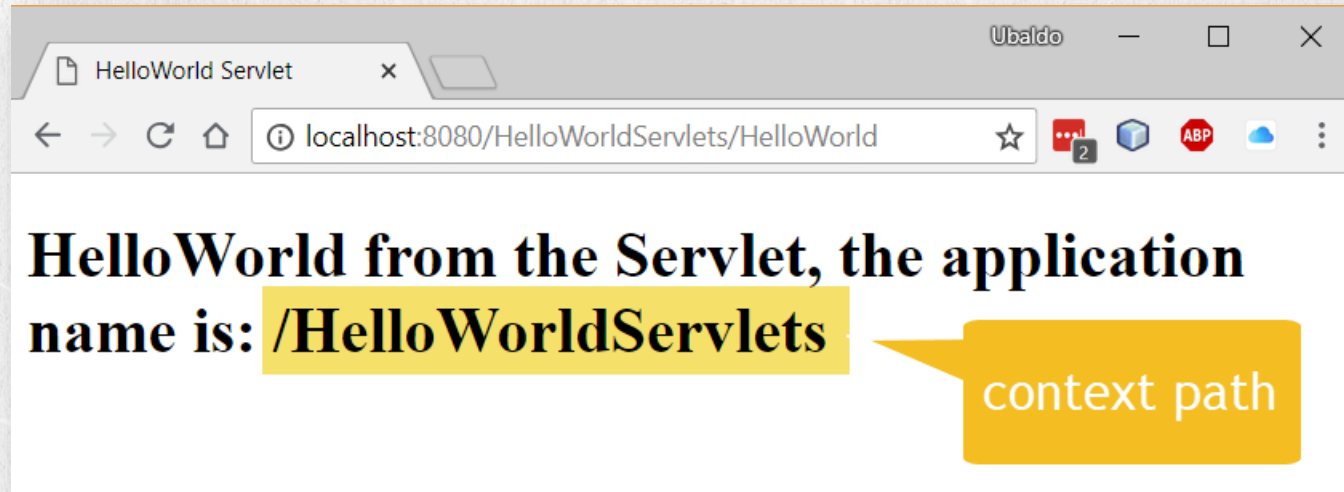 Ubaldo
HelloWorld Servlet
localhost:8080/HelloWorldServlets/HelloWorld
2
ABP
HelloWorld from the Servlet, the application
name is: /HelloWorldServlets
context path